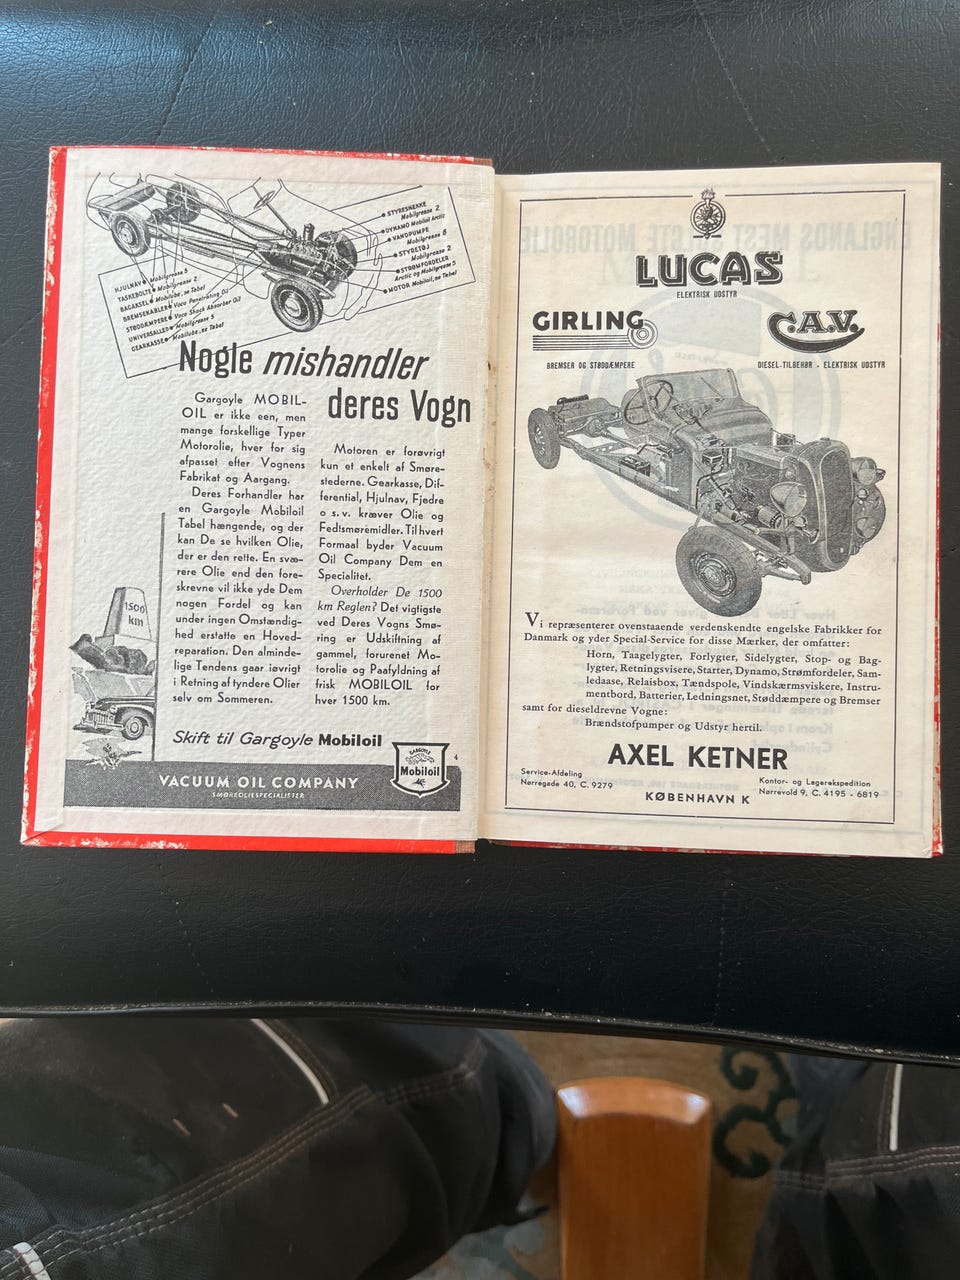 STYRESNEKKE
Mobilgrease 2
DYNAMO Mobiloil Arctic
VANDPUMPE
Mobilgrease 6
STYRETØJ
Mobilgrease 2
STRØMFORDELER
Arctic og Mobilgrease 5
MOTOR Mobiloil, se Tabel
HJULNAV Mobilgrease 5
TASKEBOLTE Mobilgrease 2
BAGAKSEL Mobilube, se Tabel
BREMSEKABLER Voco Penetrating Oil
STØDDÆMPERE Voco Shock Absorber Oil
UNIVERSALLED Mobilgrease 5
GEARKASSE Mobilube, se Tabel
Nogle mishandler
deres Vogn
Gargoyle MOBIL-
OIL er ikke een, men
mange forskellige Typer
Motorolie, hver for sig
afpasset efter Vognens
Fabrikat og Aargang.
Deres Forhandler har
en Gargoyle Mobiloil
Tabel hængende, og der
kan De se hvilken Olie,
der er den rette. En svæ-
rere Olie end den fore-
skrevne vil ikke yde Dem
nogen Fordel og kan
under ingen Omstændig-
hed erstatte en Hoved-
reparation. Den alminde-
lige Tendens gaar iøvrigt
i Retning af tyndere Olier
selv om Sommeren.
Motoren er forøvrigt
kun et enkelt af Smøre-
stederne. Gearkasse, Dif-
ferential, Hjulnav, Fjedre
o s. v. kræver Olie og
Fedtsmøremidler. Til hvert
Formaal byder Vacuum
Oil Company Dem en
Specialitet.
Overholder De 1500
km Reglen? Det vigtigste
ved Deres Vogns Smø-
ring er Udskiftning af
gammel, forurenet Mo-
torolie og Paafyldning af
frisk MOBILOIL for
hver 1500 km.
1500
km
Skift til Gargoyle Mobiloil
GARGOYLE
Mobiloil
4
VACUUM OIL COMPANY
SMØREOLIESPECIALISTER
LUCAS
ELEKTRISK UDSTYR
GIRLING
BREMSER OG STØDDÆMPERE
C.A.V.
DIESEL-TILBEHØR - ELEKTRISK UDSTYR
Vi repræsenterer ovenstaaende verdenskendte engelske Fabrikker for
Danmark og yder Special-Service for disse Mærker, der omfatter:
Horn, Taagelygter, Forlygter, Sidelygter, Stop- og Bag-
lygter, Retningsvisere, Starter, Dynamo, Strømfordeler, Sam-
ledaase, Relaisbox, Tændspole, Vindskærmsviskere, Instru-
mentbord, Batterier, Ledningsnet, Støddæmpere og Bremser
samt for dieseldrevne Vogne:
Brændstofpumper og Udstyr hertil.
AXEL KETNER
Service-Afdeling
Nørregade 40, C. 9279
KØBENHAVN K
Kontor- og Lagerekspedition
Nørrevold 9, C. 4195 - 6819